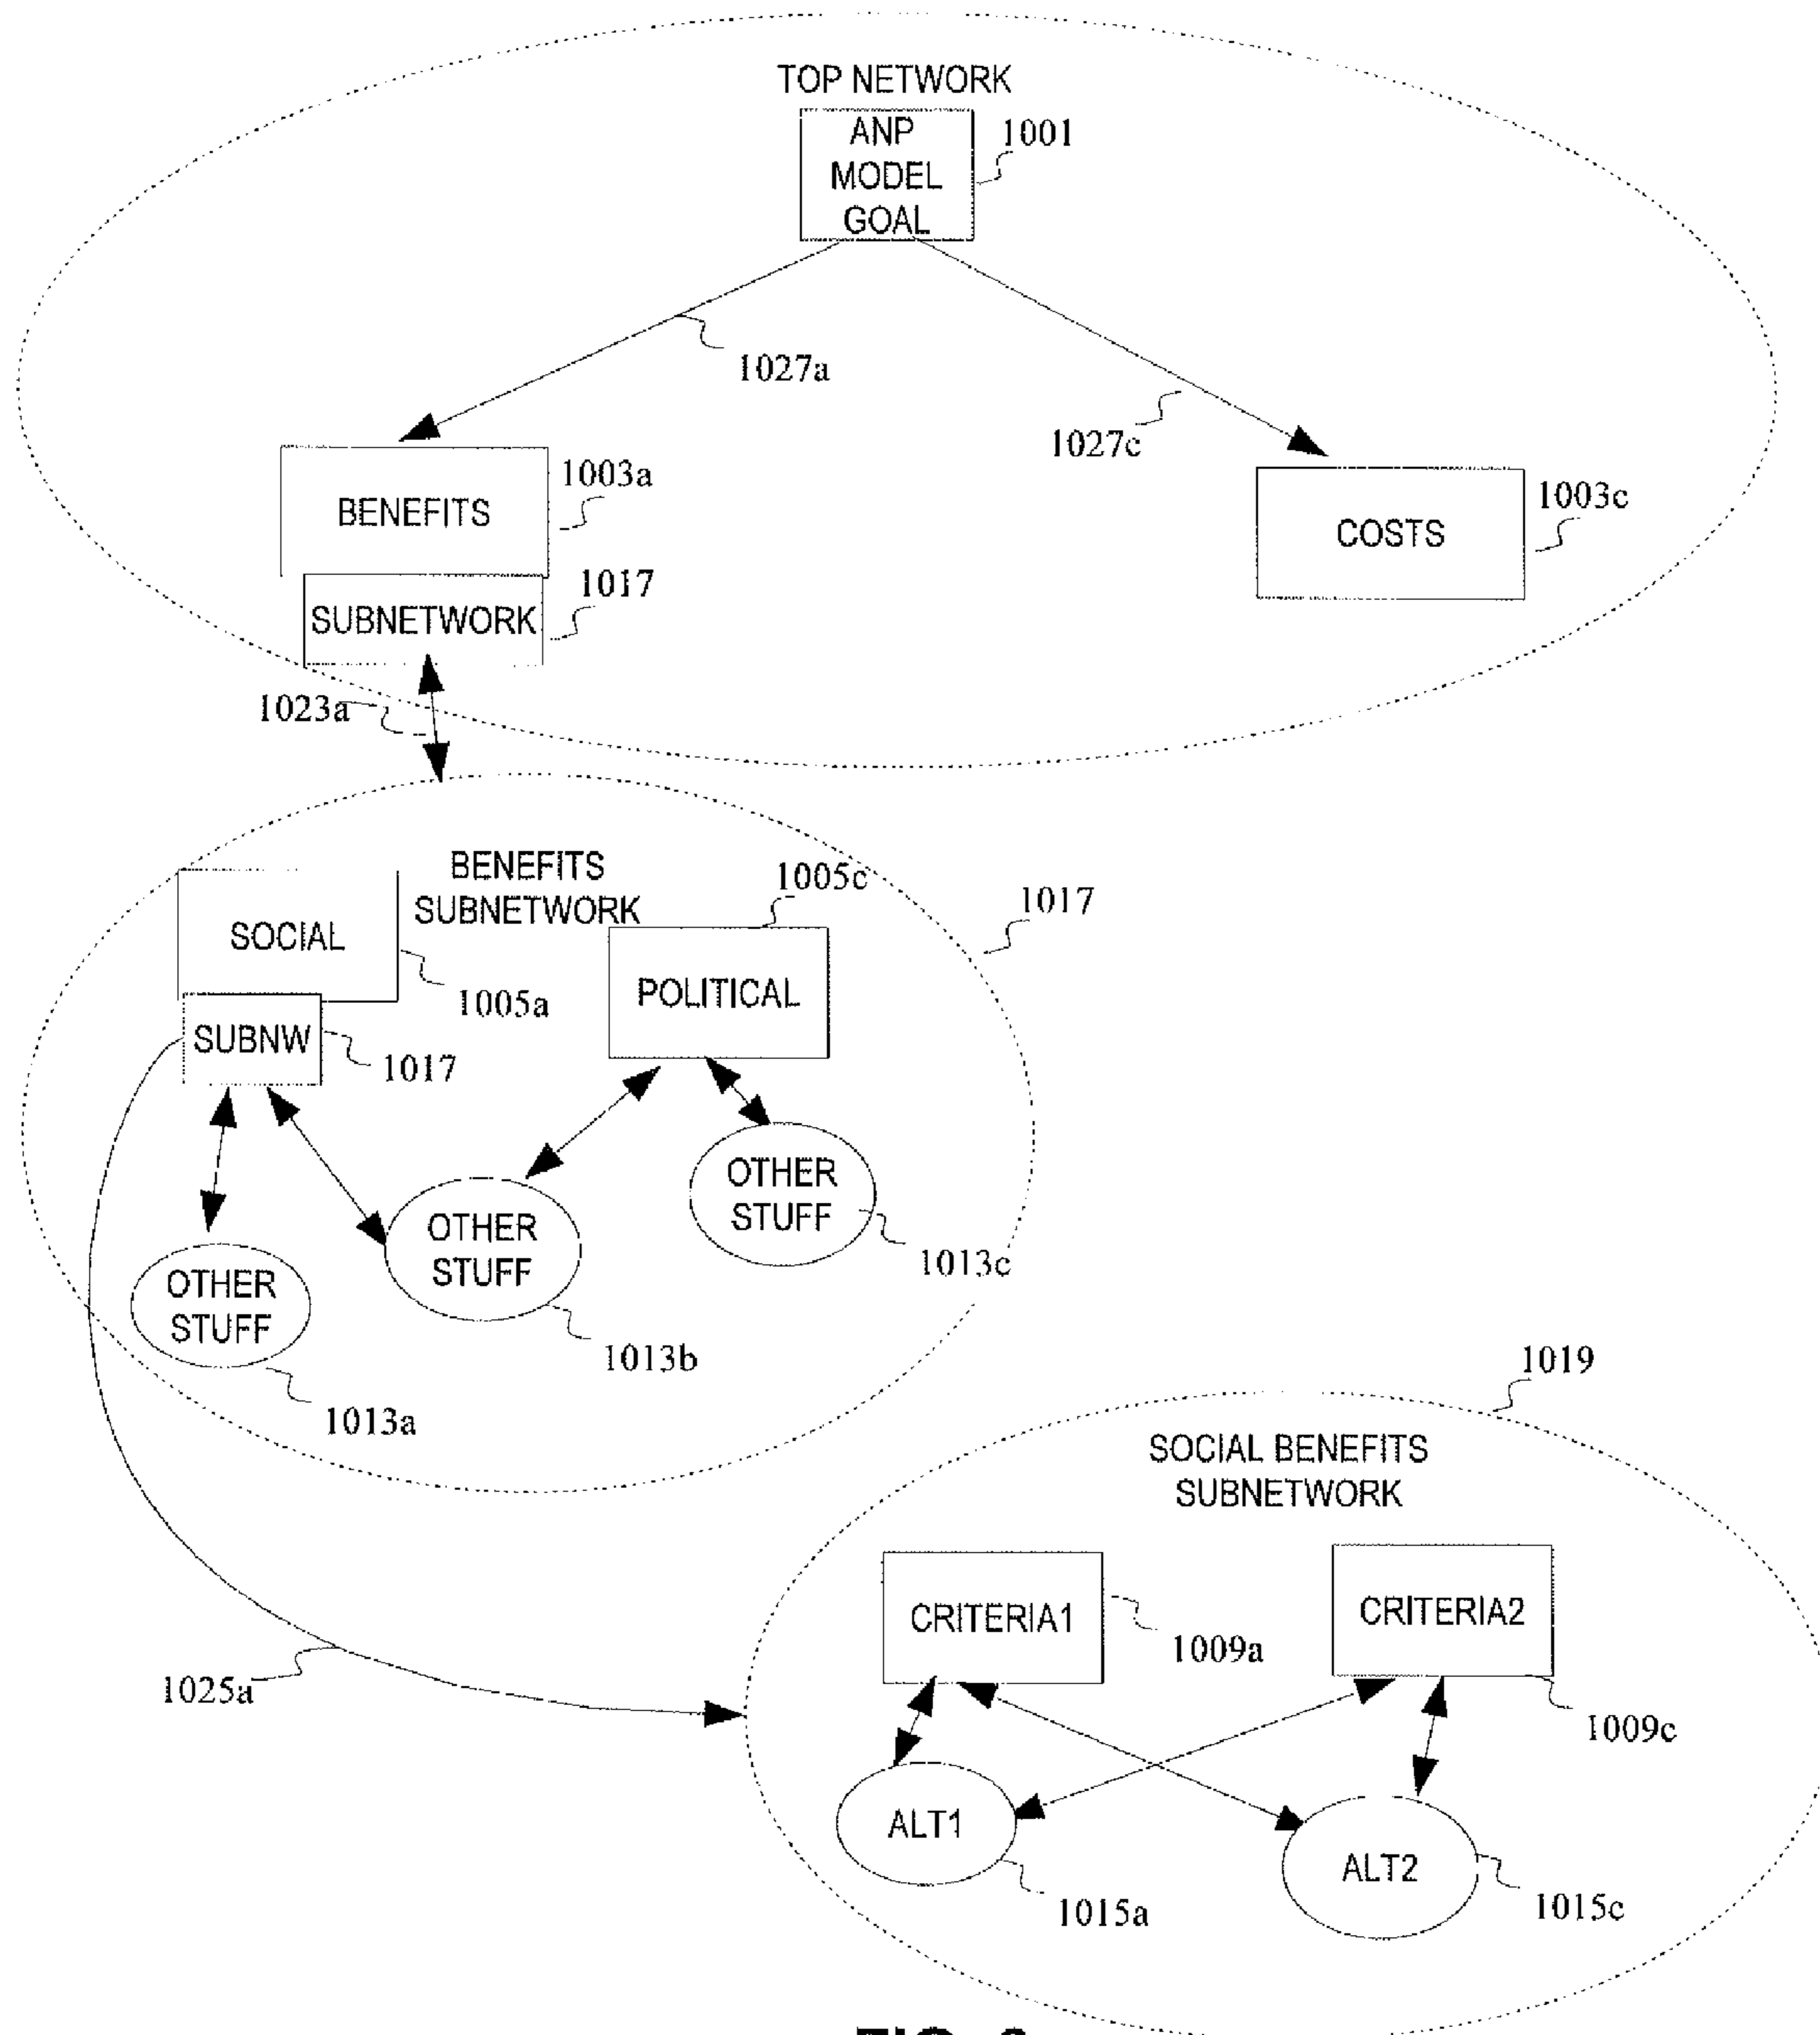 TOP NETWORK
ANP
MODEL
GOAL
1001
1027a
1027c
BENEFITS
1003a
COSTS
1003c
SUBNETWORK
1017
1023a
BENEFITS
SUBNETWORK
SOCIAL
1005a
1005c
1017
POLITICAL
SUBNW
1017
OTHER
STUFF
1013c
OTHER
STUFF
1013b
OTHER
STUFF
1013a
1019
SOCIAL BENEFITS
SUBNETWORK
CRITERIA1
1009a
CRITERIA2
1009c
1025a
ALT1
1015a
ALT2
1015c